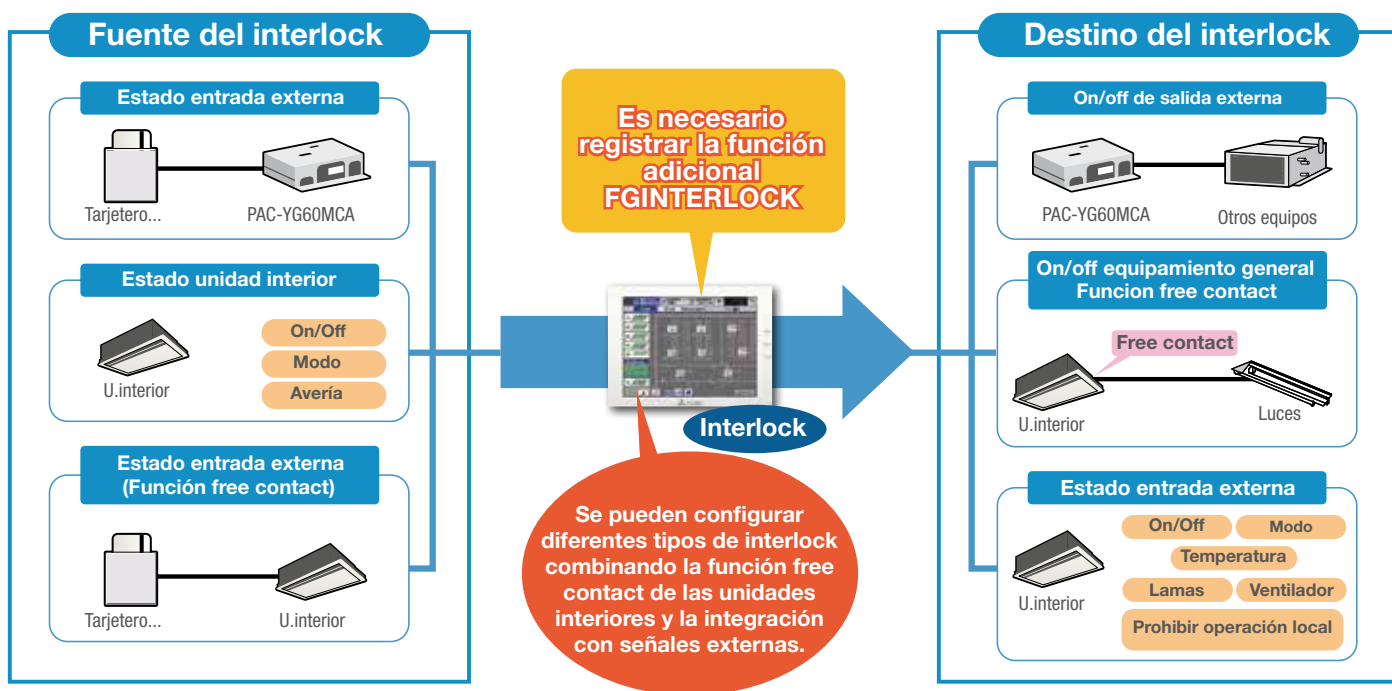 Fuente del interlock
Estado entrada externa
Tarjetero...
PAC-YG60MCA
Estado unidad interior
U.interior
On/Off
Modo
Avería
Estado entrada externa
(Función free contact)
Tarjetero...
U.interior
Es necesario
registrar la función
adicional
FGINTERLOCK
Interlock
Se pueden configurar
diferentes tipos de interlock
combinando la función free
contact de las unidades
interiores y la integración
con señales externas.
Destino del interlock
On/off de salida externa
PAC-YG60MCA
Otros equipos
On/off equipamiento general
Funcion free contact
Free contact
U.interior
Luces
Estado entrada externa
U.interior
On/Off
Modo
Temperatura
Lamas
Ventilador
Prohibir operación local